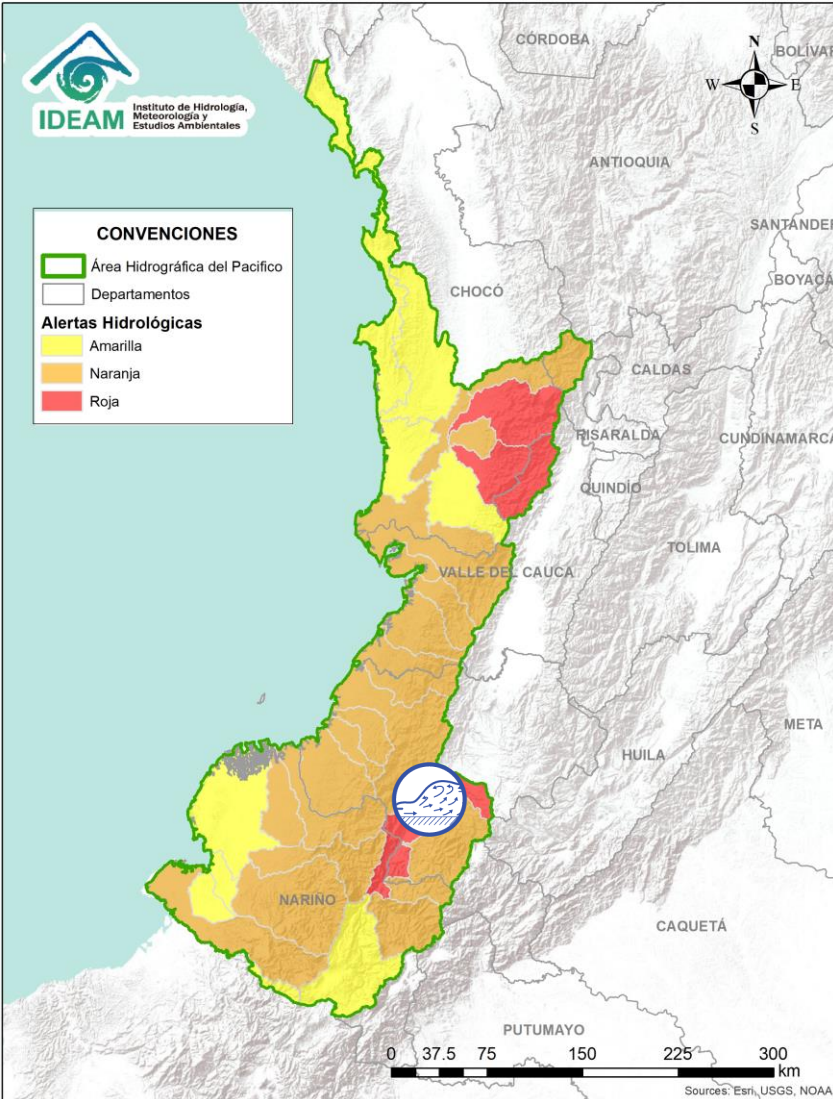 IDEAM
Instituto de Hidrología,
Meteorología y
Estudios Ambientales
CÓRDOBA
BOLÍVAR
N
W
E
S
ANTIOQUIA
SANTANDER
BOYACÁ
CONVENCIONES
Área Hidrográfica del Pacifico
Departamentos
Alertas Hidrológicas
Amarilla
Naranja
Roja
CHOCÓ
CALDAS
RISARALDA
CUNDINAMARCA
QUINDÍO
TOLIMA
VALLE DEL CAUCA
META
HUILA
NARIÑO
CAQUETÁ
PUTUMAYO
0 37.5 75 150 225 300
km
Sources: Esri, USGS, NOAA